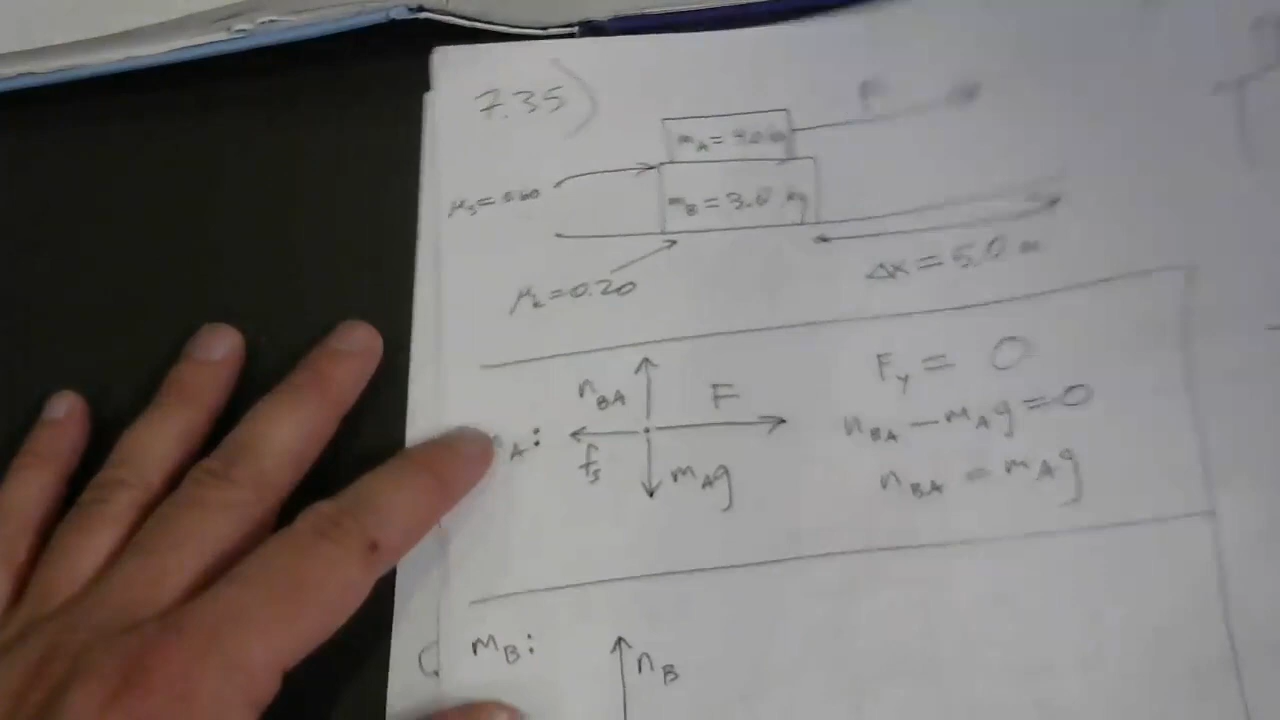 7.35)
F
m_A = 4.0 kg
μ_s = 0.60
m_B = 3.0 kg
μ_k = 0.20
Δx = 5.0 m
n_BA
F
F_y = 0
A:
f_s
m_A g
n_BA − m_A g = 0
n_BA = m_A g
m_B:
n_B